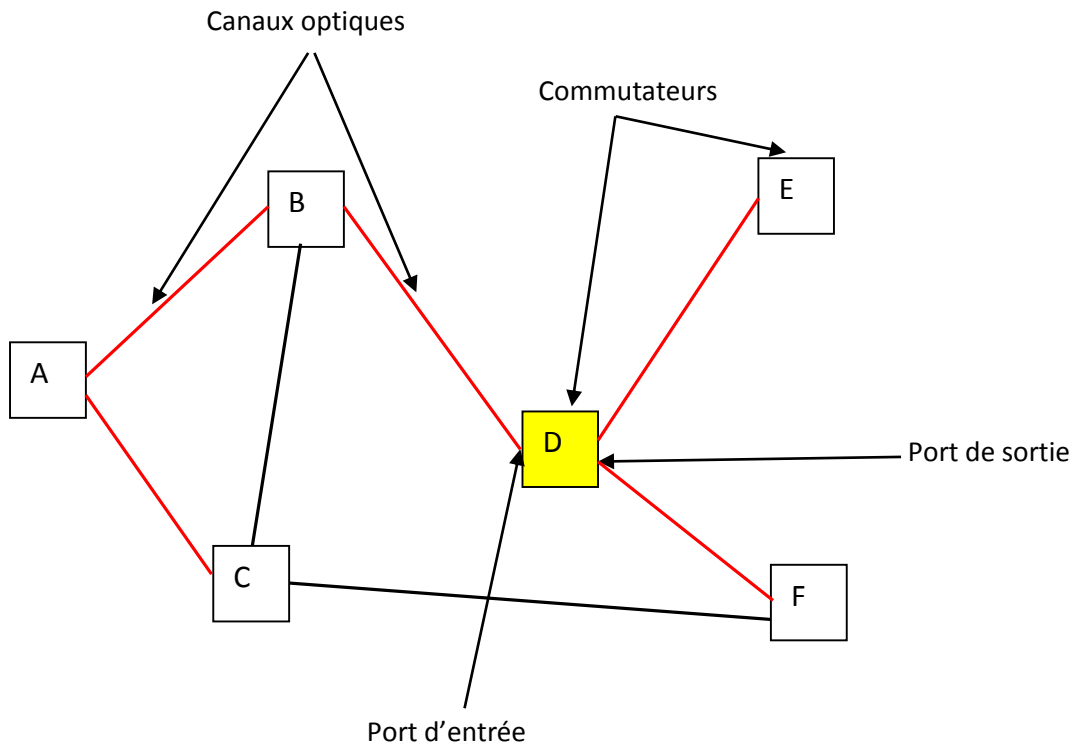 Canaux optiques
Commutateurs
B
E
A
D
Port de sortie
C
F
Port d’entrée